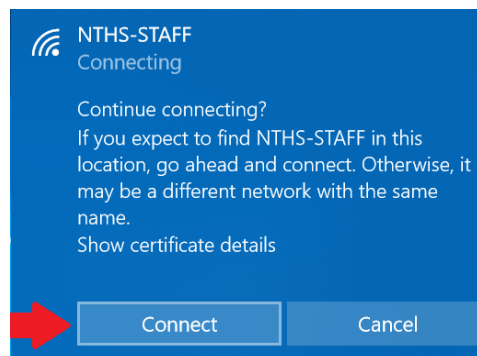 NTHS-STAFF
Connecting
Continue connecting?
If you expect to find NTHS-STAFF in this
location, go ahead and connect. Otherwise, it
may be a different network with the same
name.
Show certificate details
Connect
Cancel